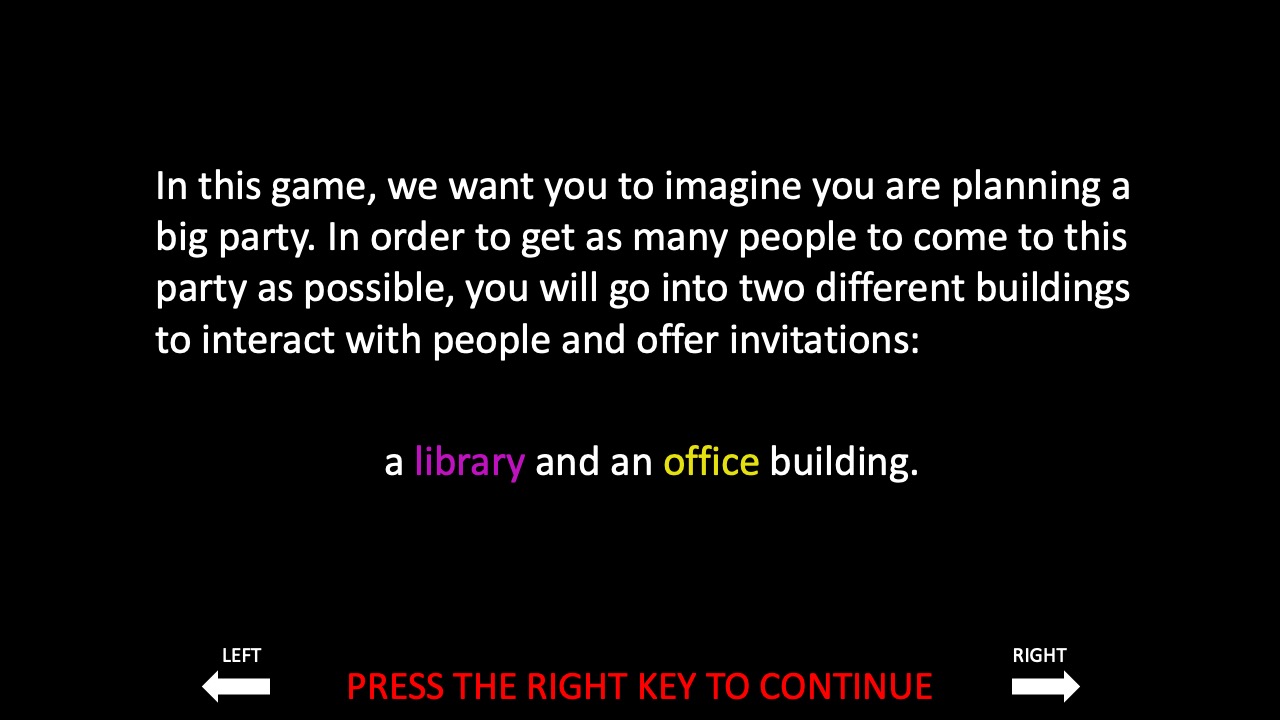 In this game, we want you to imagine you are planning a
big party. In order to get as many people to come to this
party as possible, you will go into two different buildings
to interact with people and offer invitations:
a library and an office building.
LEFT
RIGHT
PRESS THE RIGHT KEY TO CONTINUE